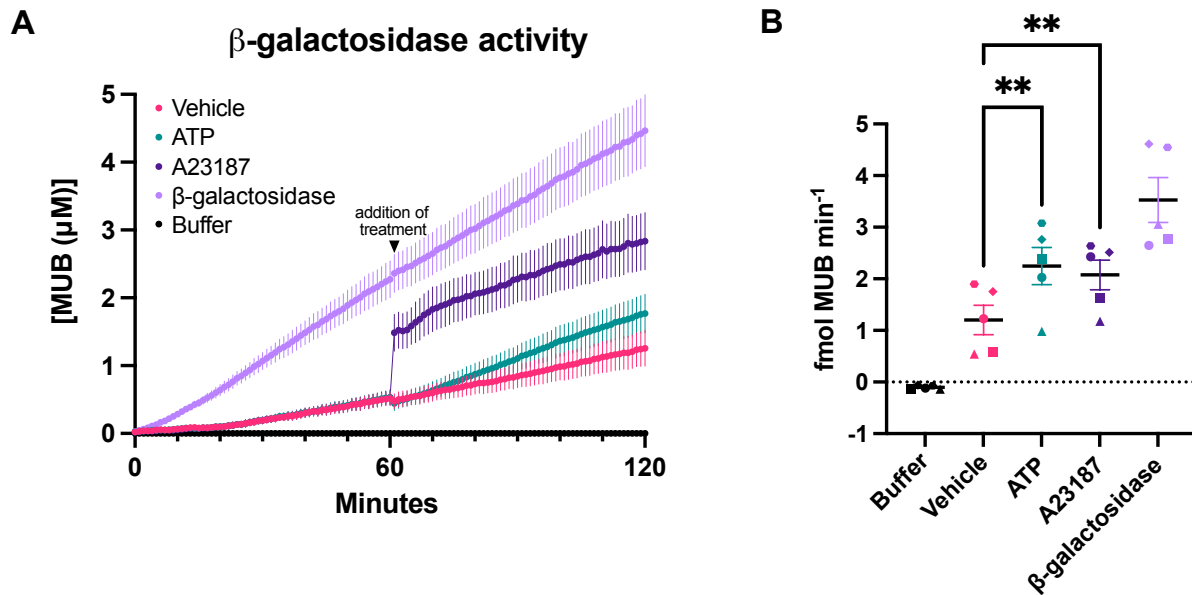 A
β-galactosidase activity
[MUB (μM)]
5
4
3
2
1
0
Vehicle
ATP
A23187
β-galactosidase
Buffer
addition of
treatment
0
60
120
Minutes
B
**
**
fmol MUB min⁻¹
5
4
3
2
1
0
-1
Buffer
Vehicle
ATP
A23187
β-galactosidase